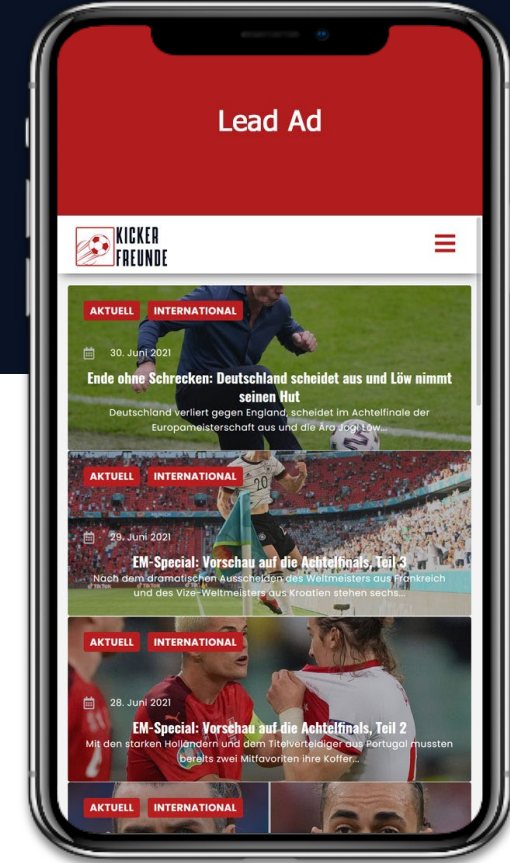 Lead Ad
KICKER
FREUNDE
AKTUELL INTERNATIONAL
30. Juni 2021
Ende ohne Schrecken: Deutschland scheidet aus und Löw nimmt
seinen Hut
Deutschland verliert gegen England, scheidet im Achtelfinale der
Europameisterschaft aus und die Ära Jogi Löw...
AKTUELL INTERNATIONAL
29. Juni 2021
EM-Special: Vorschau auf die Achtelfinals, Teil 3
Nach dem dramatischen Ausscheiden des Weltmeisters aus Frankreich
und des Vize-Weltmeisters aus Kroatien stehen sechs...
AKTUELL INTERNATIONAL
28. Juni 2021
EM-Special: Vorschau auf die Achtelfinals, Teil 2
Mit den starken Holländern und dem Titelverteidiger aus Portugal mussten
bereits zwei Mitfavoriten ihre Koffer...
AKTUELL INTERNATIONAL